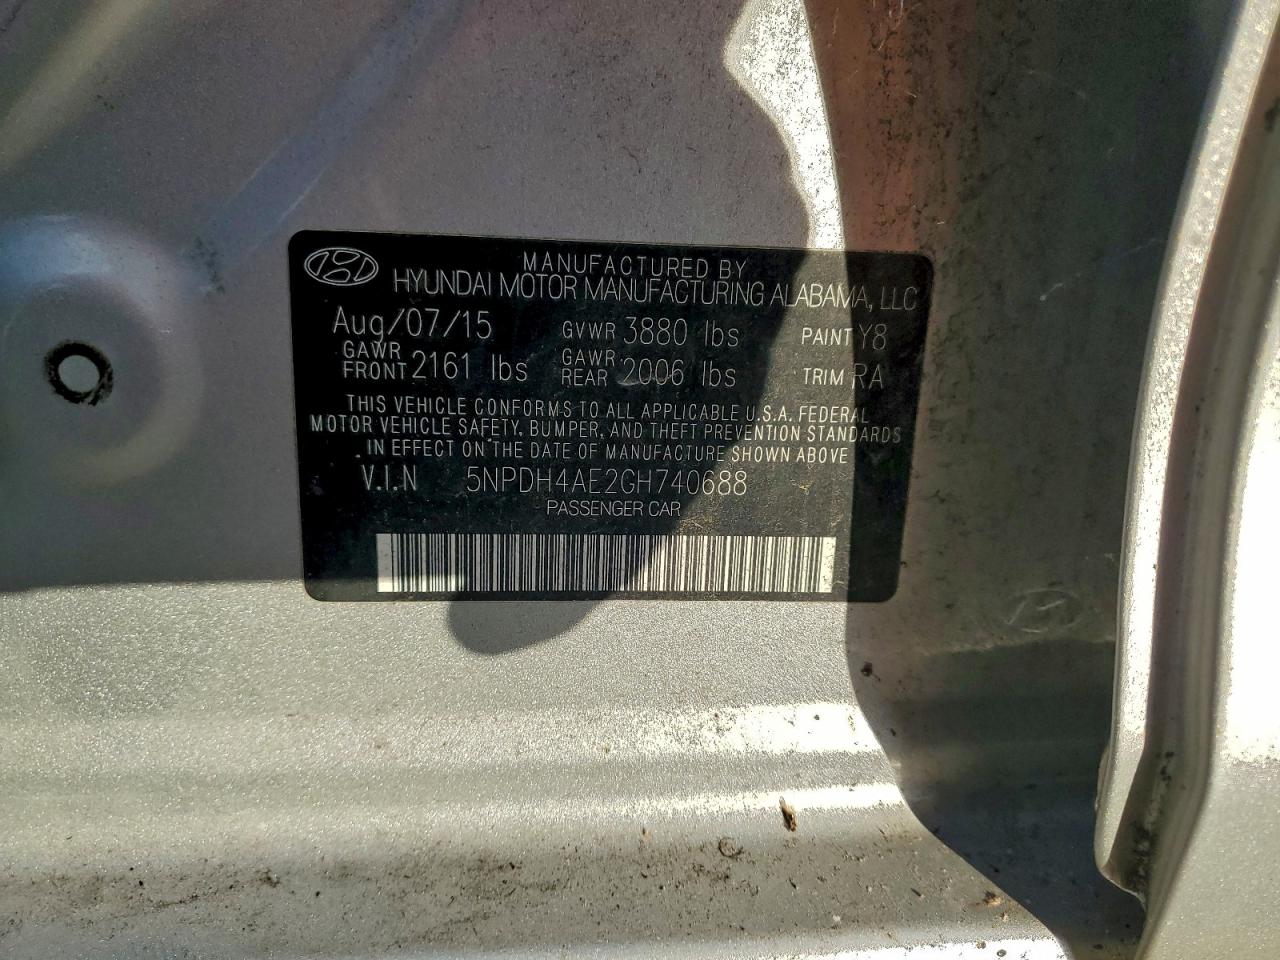 MANUFACTURED BY
HYUNDAI MOTOR MANUFACTURING ALABAMA, LLC
Aug/07/15 GVWR 3880 lbs PAINT Y8
GAWR FRONT 2161 lbs GAWR REAR 2006 lbs TRIM RA
THIS VEHICLE CONFORMS TO ALL APPLICABLE U.S.A. FEDERAL
MOTOR VEHICLE SAFETY, BUMPER, AND THEFT PREVENTION STANDARDS
IN EFFECT ON THE DATE OF MANUFACTURE SHOWN ABOVE
V.I.N 5NPDH4AE2GH740688
PASSENGER CAR